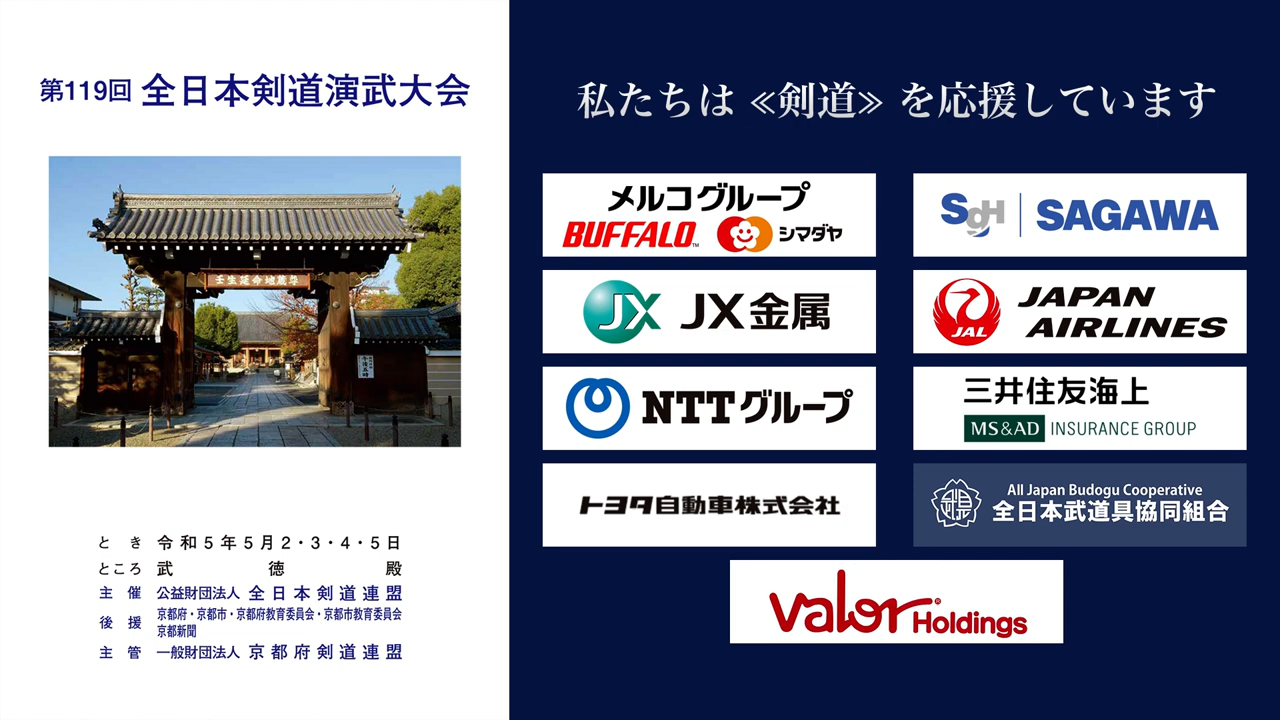 第119回 全日本剣道演武大会
壬生延命地蔵尊
とき 令和5年5月2・3・4・5日
ところ 武徳殿
主催 公益財団法人 全日本剣道連盟
後援 京都府・京都市・京都府教育委員会・京都市教育委員会
京都新聞
主管 一般財団法人 京都府剣道連盟
私たちは≪剣道≫を応援しています
メルコグループ
BUFFALO™ シマダヤ
SGH SAGAWA
JX JX金属
JAL JAPAN
AIRLINES
NTTグループ
三井住友海上
MS&AD INSURANCE GROUP
トヨタ自動車株式会社
All Japan Budogu Cooperative
全日本武道具協同組合
valor® Holdings